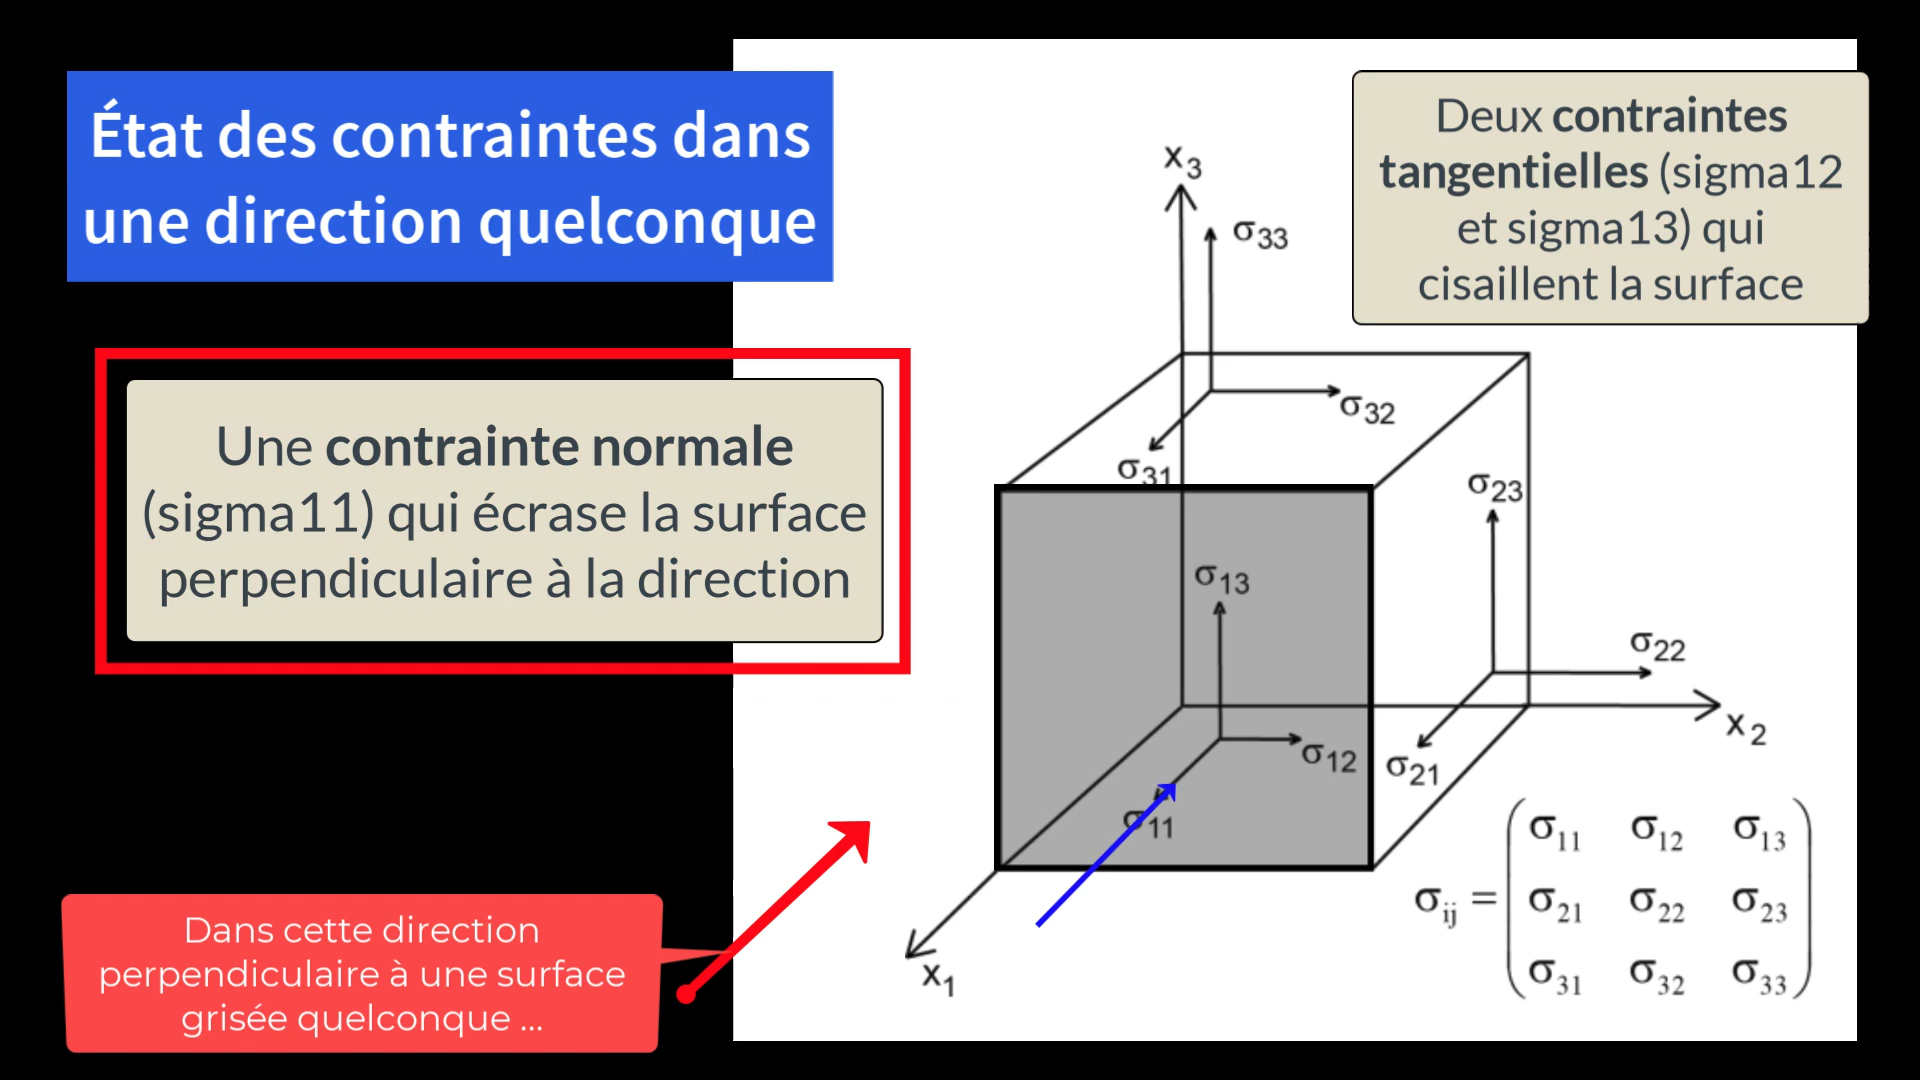 État des contraintes dans
une direction quelconque
Deux contraintes
tangentielles (sigma12
et sigma13) qui
cisaillent la surface
Une contrainte normale
(sigma11) qui écrase la surface
perpendiculaire à la direction
Dans cette direction
perpendiculaire à une surface
grisée quelconque ...
x3
σ33
σ32
σ31
σ23
σ13
σ22
x2
σ12
σ21
σ11
x1
σij = (σ11 σ12 σ13
σ21 σ22 σ23
σ31 σ32 σ33)